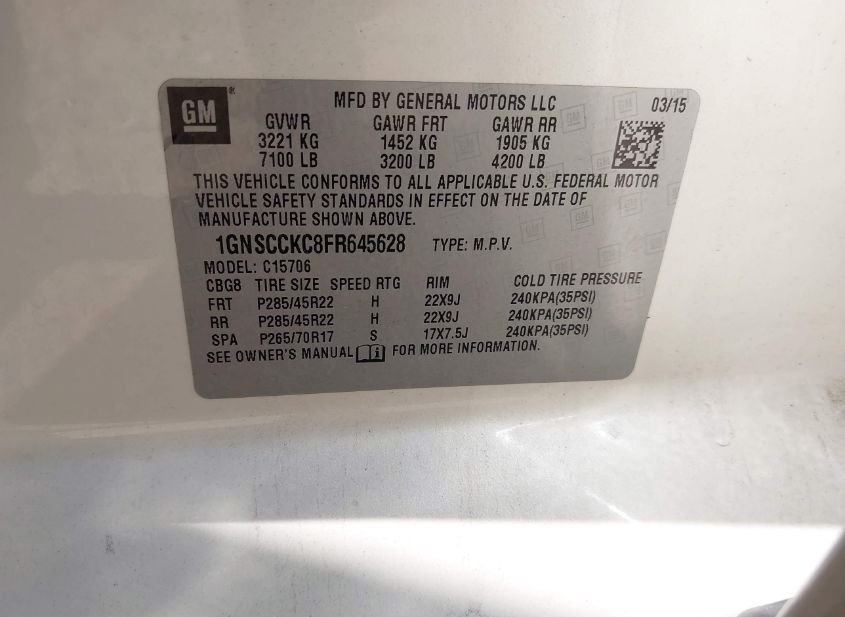 GM
MFD BY GENERAL MOTORS LLC 03/15
GVWR GAWR FRT GAWR RR
3221 KG 1452 KG 1905 KG
7100 LB 3200 LB 4200 LB
THIS VEHICLE CONFORMS TO ALL APPLICABLE U.S. FEDERAL MOTOR
VEHICLE SAFETY STANDARDS IN EFFECT ON THE DATE OF
MANUFACTURE SHOWN ABOVE.
1GNSCCKC8FR645628 TYPE: M.P.V.
MODEL: C15706
CBG8 TIRE SIZE SPEED RTG RIM COLD TIRE PRESSURE
FRT P285/45R22 H 22X9J 240KPA(35PSI)
RR P285/45R22 H 22X9J 240KPA(35PSI)
SPA P265/70R17 S 17X7.5J 240KPA(35PSI)
SEE OWNER'S MANUAL FOR MORE INFORMATION.